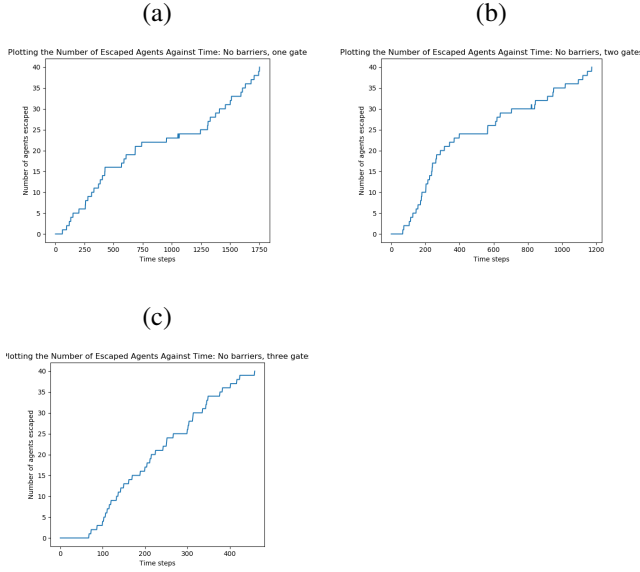 (a)
Plotting the Number of Escaped Agents Against Time: No barriers, one gate
40
35
30
25
20
15
10
5
0
Number of agents escaped
0 250 500 750 1000 1250 1500 1750
Time steps
(b)
Plotting the Number of Escaped Agents Against Time: No barriers, two gates
40
35
30
25
20
15
10
5
0
Number of agents escaped
0 200 400 600 800 1000 1200
Time steps
(c)
lotting the Number of Escaped Agents Against Time: No barriers, three gate
40
35
30
25
20
15
10
5
0
Number of agents escaped
0 100 200 300 400
Time steps